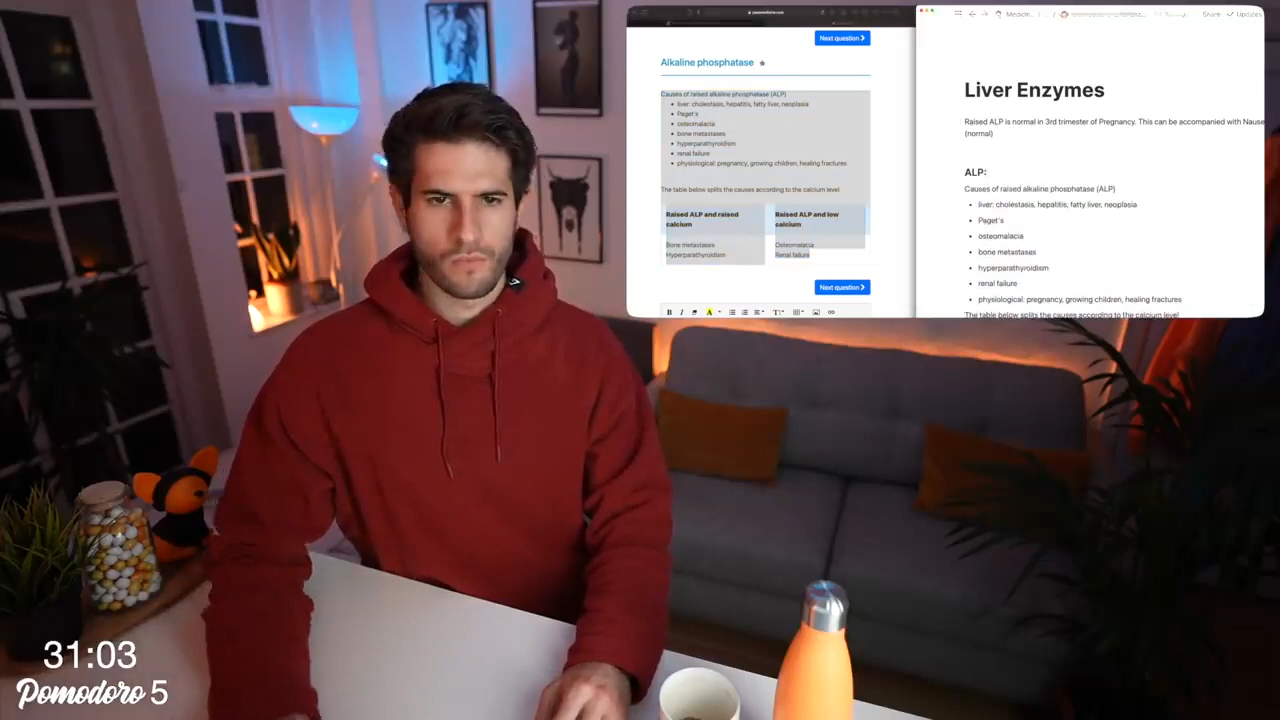 passmedicine.com
Next question
Alkaline phosphatase
Causes of raised alkaline phosphatase (ALP)
liver: cholestasis, hepatitis, fatty liver, neoplasia
Paget's
osteomalacia
bone metastases
hyperparathyroidism
renal failure
physiological: pregnancy, growing children, healing fractures
The table below splits the causes according to the calcium level
Raised ALP and raised calcium
Raised ALP and low calcium
Bone metastases
Osteomalacia
Hyperparathyroidism
Renal failure
Next question
B I
A
Medicin...
Share
Updates
Liver Enzymes
Raised ALP is normal in 3rd trimester of Pregnancy. This can be accompanied with Nause
(normal)
ALP:
Causes of raised alkaline phosphatase (ALP)
liver: cholestasis, hepatitis, fatty liver, neoplasia
Paget's
osteomalacia
bone metastases
hyperparathyroidism
renal failure
physiological: pregnancy, growing children, healing fractures
The table below splits the causes according to the calcium level
31:03
Pomodoro 5